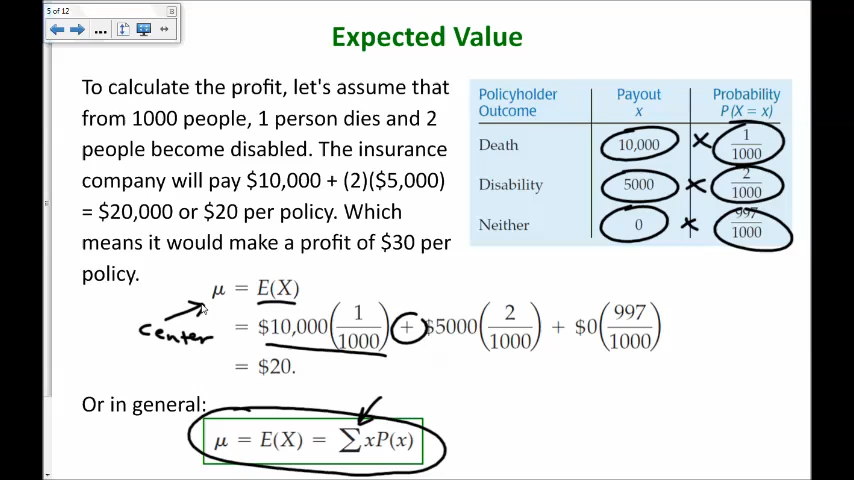 5 of 12
Expected Value
To calculate the profit, let's assume that
from 1000 people, 1 person dies and 2
people become disabled. The insurance
company will pay $10,000 + (2)($5,000)
= $20,000 or $20 per policy. Which
means it would make a profit of $30 per
policy.
Policyholder Outcome Payout x Probability P(X = x)
Death 10,000 × 1/1000
Disability 5000 × 2/1000
Neither 0 × 997/1000
μ = E(X)
center
= $10,000(1/1000) + $5000(2/1000) + $0(997/1000)
= $20.
Or in general:
μ = E(X) = ∑ xP(x)